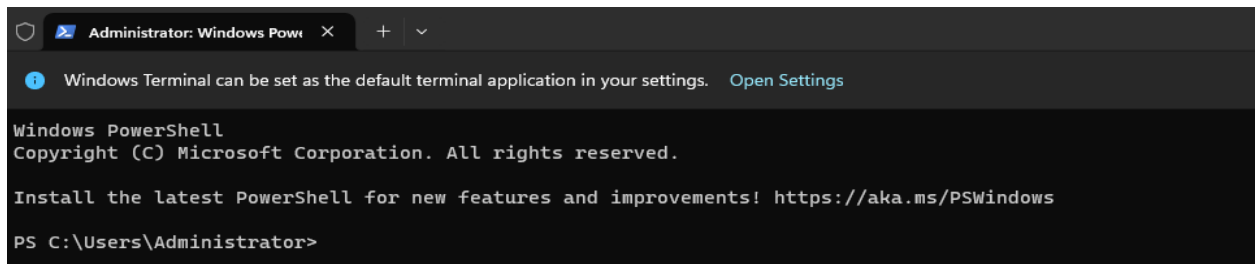 Administrator: Windows Powe
Windows Terminal can be set as the default terminal application in your settings. Open Settings
Windows PowerShell
Copyright (C) Microsoft Corporation. All rights reserved.
Install the latest PowerShell for new features and improvements! https://aka.ms/PSWindows
PS C:\Users\Administrator>